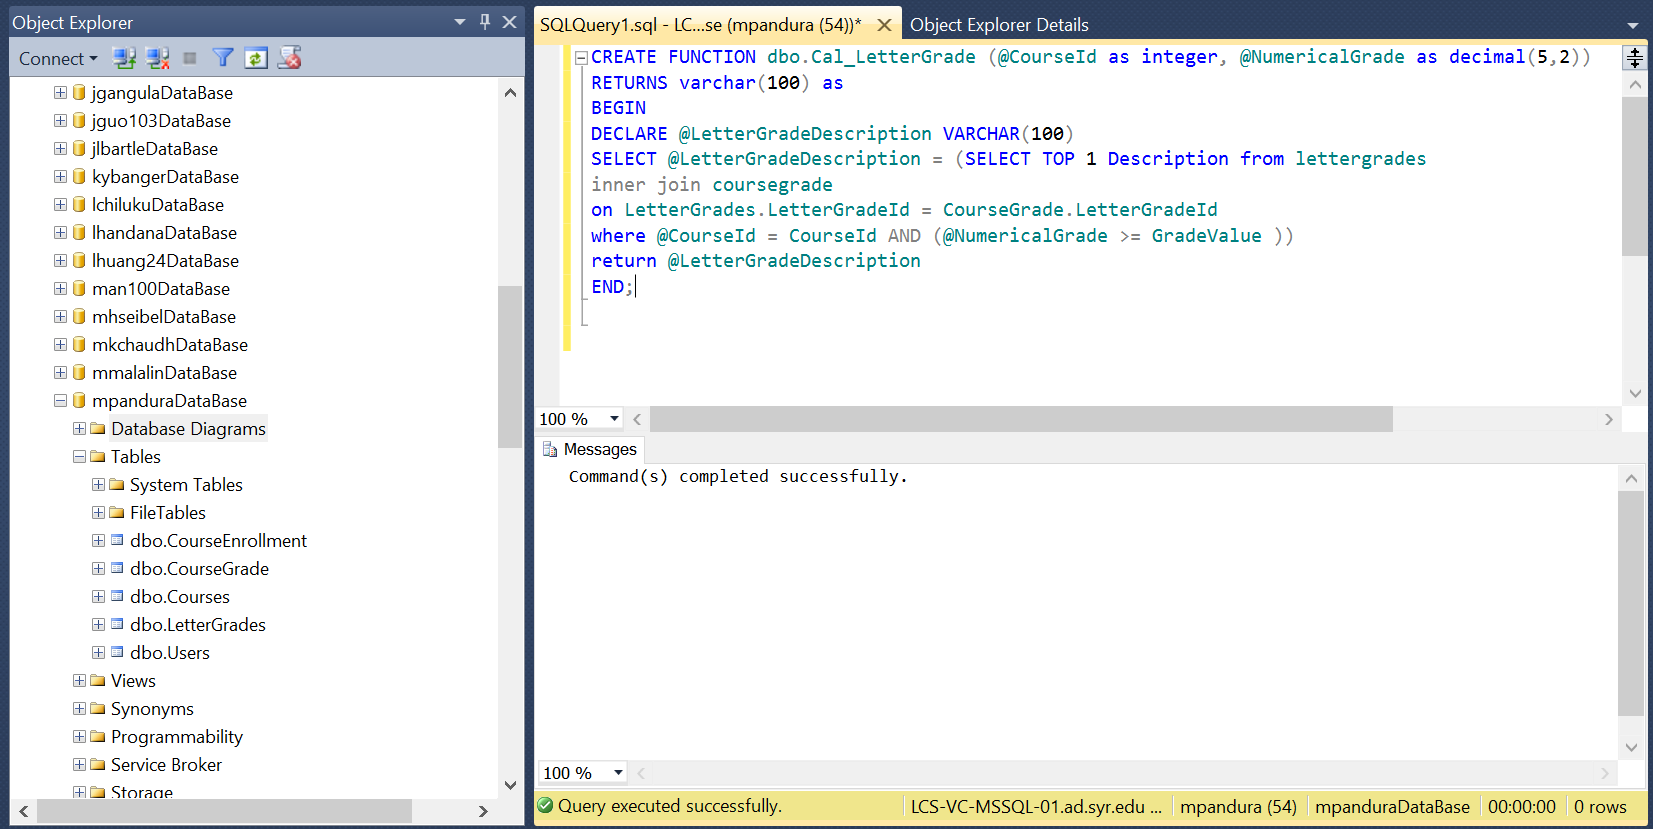 Object Explorer
Connect
jgangulaDataBase
jguo103DataBase
jlbartleDataBase
kybangerDataBase
lchilukuDataBase
lhandanaDataBase
lhuang24DataBase
man100DataBase
mhseibelDataBase
mkchaudhDataBase
mmalalinDataBase
mpanduraDataBase
Database Diagrams
Tables
System Tables
FileTables
dbo.CourseEnrollment
dbo.CourseGrade
dbo.Courses
dbo.LetterGrades
dbo.Users
Views
Synonyms
Programmability
Service Broker
Storage
SQLQuery1.sql - LC...se (mpandura (54))*
Object Explorer Details
CREATE FUNCTION dbo.Cal_LetterGrade (@CourseId as integer, @NumericalGrade as decimal(5,2))
RETURNS varchar(100) as
BEGIN
DECLARE @LetterGradeDescription VARCHAR(100)
SELECT @LetterGradeDescription = (SELECT TOP 1 Description from lettergrades
inner join coursegrade
on LetterGrades.LetterGradeId = CourseGrade.LetterGradeId
where @CourseId = CourseId AND (@NumericalGrade >= GradeValue ))
return @LetterGradeDescription
END;
100 %
Messages
Command(s) completed successfully.
100 %
Query executed successfully.
LCS-VC-MSSQL-01.ad.syr.edu ...
mpandura (54)
mpanduraDataBase
00:00:00
0 rows